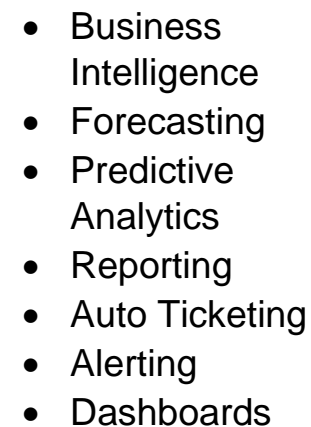 • Business
Intelligence
• Forecasting
• Predictive
Analytics
• Reporting
• Auto Ticketing
• Alerting
• Dashboards